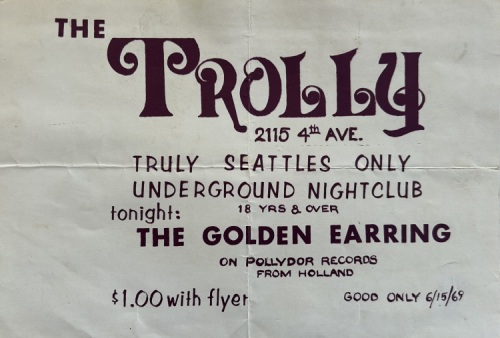 THE
TROLLY
2115 4th AVE.
TRULY SEATTLES ONLY
UNDERGROUND NIGHTCLUB
18 YRS & OVER
tonight:
THE GOLDEN EARRING
ON POLLYDOR RECORDS
FROM HOLLAND
$1.00 with flyer
GOOD ONLY 6/15/69